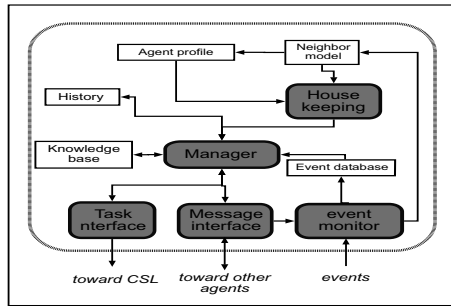 Agent profile
Neighbor
model
History
House
keeping
Knowledge
base
Manager
Event database
Task
nterface
Message
interface
event
monitor
toward CSL
toward other
agents
events